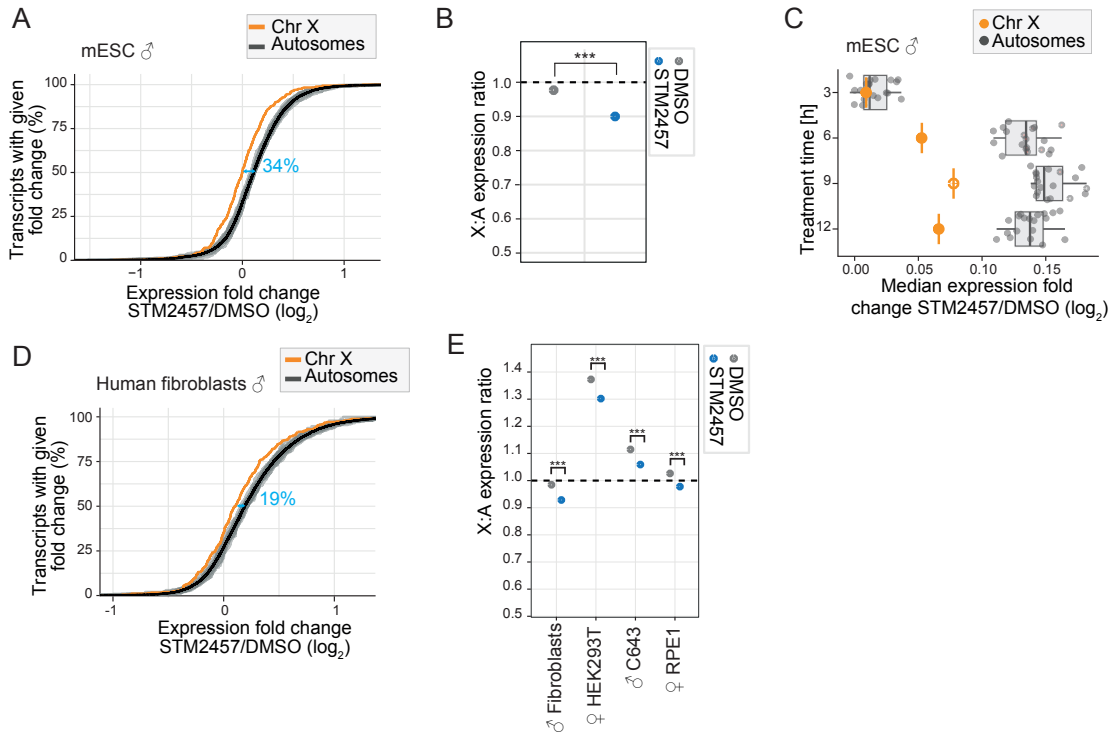 A
mESC ♂
Chr X
Autosomes
Transcripts with given
fold change (%)
100
75
50
25
0
34%
−1
0
1
Expression fold change
STM2457/DMSO (log2)
B
X:A expression ratio
***
1.0
0.9
0.8
0.7
0.6
0.5
DMSO
STM2457
C
mESC ♂
Chr X
Autosomes
Treatment time [h]
3
6
9
12
0.00
0.05
0.10
0.15
Median expression fold
change STM2457/DMSO (log2)
D
Human fibroblasts ♂
Chr X
Autosomes
Transcripts with given
fold change (%)
100
75
50
25
0
19%
-1
0
1
Expression fold change
STM2457/DMSO (log2)
E
X:A expression ratio
1.4
1.3
1.2
1.1
1.0
0.9
0.8
0.7
0.6
0.5
***
***
***
***
DMSO
STM2457
♂ Fibroblasts
♀ HEK293T
♂ C643
♀ RPE1